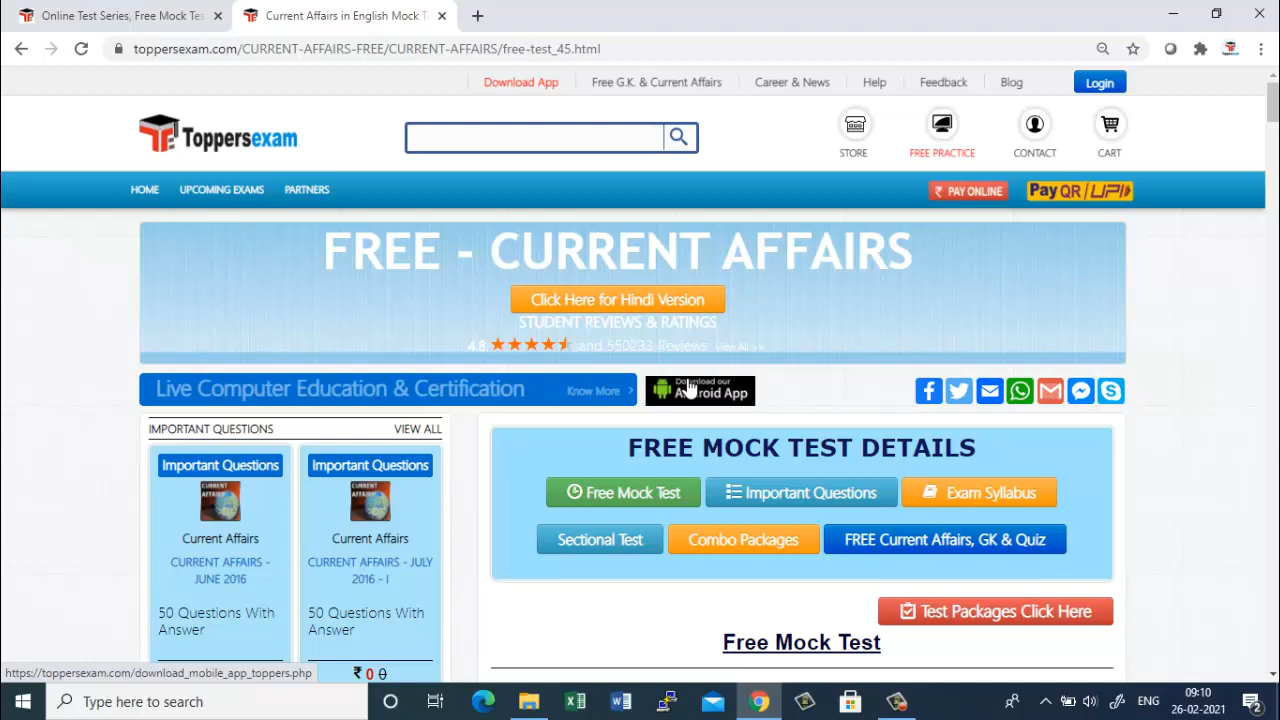 Online Test Series, Free Mock Tes
Current Affairs in English Mock T
toppersexam.com/CURRENT-AFFAIRS-FREE/CURRENT-AFFAIRS/free-test_45.html
Download App
Free G.K. & Current Affairs
Career & News
Help
Feedback
Blog
Login
Toppersexam
STORE
FREE PRACTICE
CONTACT
CART
HOME
UPCOMING EXAMS
PARTNERS
₹ PAY ONLINE
Pay QR / UPI
FREE - CURRENT AFFAIRS
Click Here for Hindi Version
STUDENT REVIEWS & RATINGS
4.8 and 550233 Reviews View All >>
Live Computer Education & Certification
Know More >
Download our
Android App
IMPORTANT QUESTIONS
VIEW ALL
Important Questions
CURRENT
AFFAIRS
Current Affairs
CURRENT AFFAIRS -
JUNE 2016
50 Questions With
Answer
Important Questions
CURRENT
AFFAIRS
Current Affairs
CURRENT AFFAIRS - JULY
2016 - I
50 Questions With
Answer
₹ 0 0
FREE MOCK TEST DETAILS
Free Mock Test
Important Questions
Exam Syllabus
Sectional Test
Combo Packages
FREE Current Affairs, GK & Quiz
Test Packages Click Here
Free Mock Test
https://toppersexam.com/download_mobile_app_toppers.php
Type here to search
ENG
09:10
26-02-2021
2